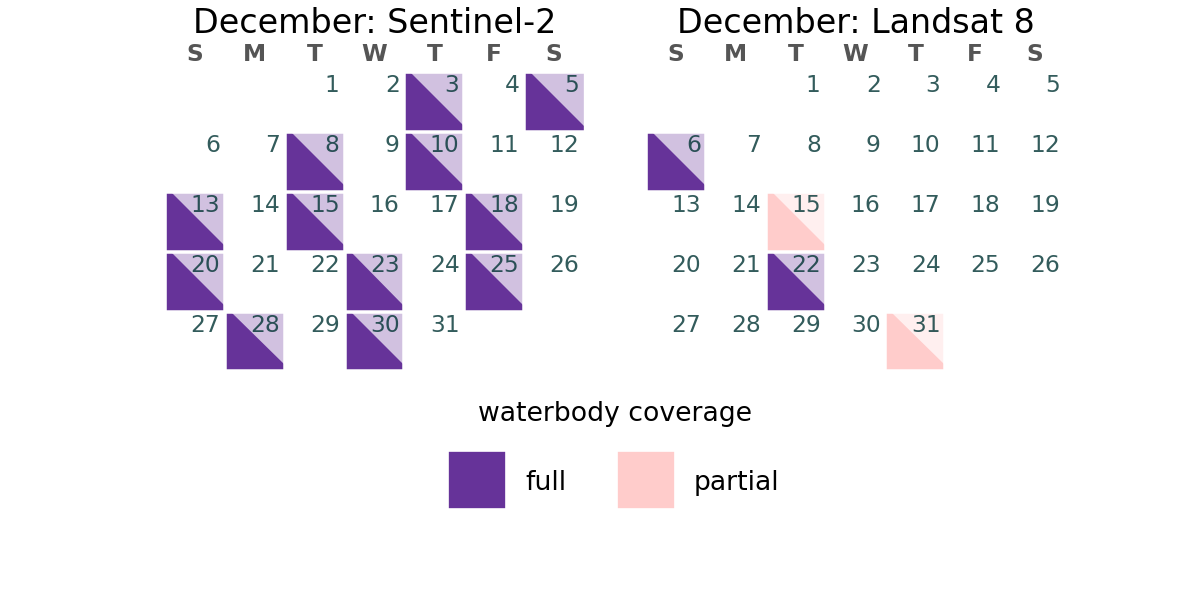 December: Sentinel-2
S M T W T F S
1 2 3 4 5
6 7 8 9 10 11 12
13 14 15 16 17 18 19
20 21 22 23 24 25 26
27 28 29 30 31
December: Landsat 8
S M T W T F S
1 2 3 4 5
6 7 8 9 10 11 12
13 14 15 16 17 18 19
20 21 22 23 24 25 26
27 28 29 30 31
waterbody coverage
full partial